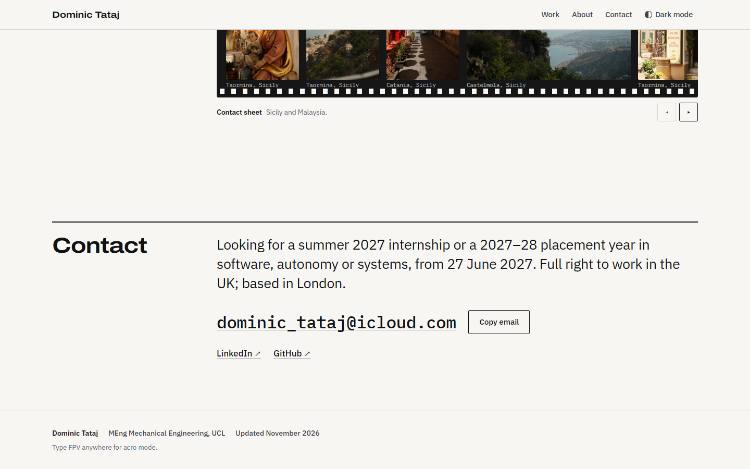 Dominic Tataj
Work About Contact Dark mode
Taormina, Sicily Taormina, Sicily Catania, Sicily Castelmola, Sicily Taormina, Sicily
Contact sheet Sicily and Malaysia.
Contact
Looking for a summer 2027 internship or a 2027–28 placement year in
software, autonomy or systems, from 27 June 2027. Full right to work in the
UK; based in London.
dominic_tataj@icloud.com Copy email
LinkedIn ↗ GitHub ↗
Dominic Tataj MEng Mechanical Engineering, UCL Updated November 2026
Type FPV anywhere for acro mode.